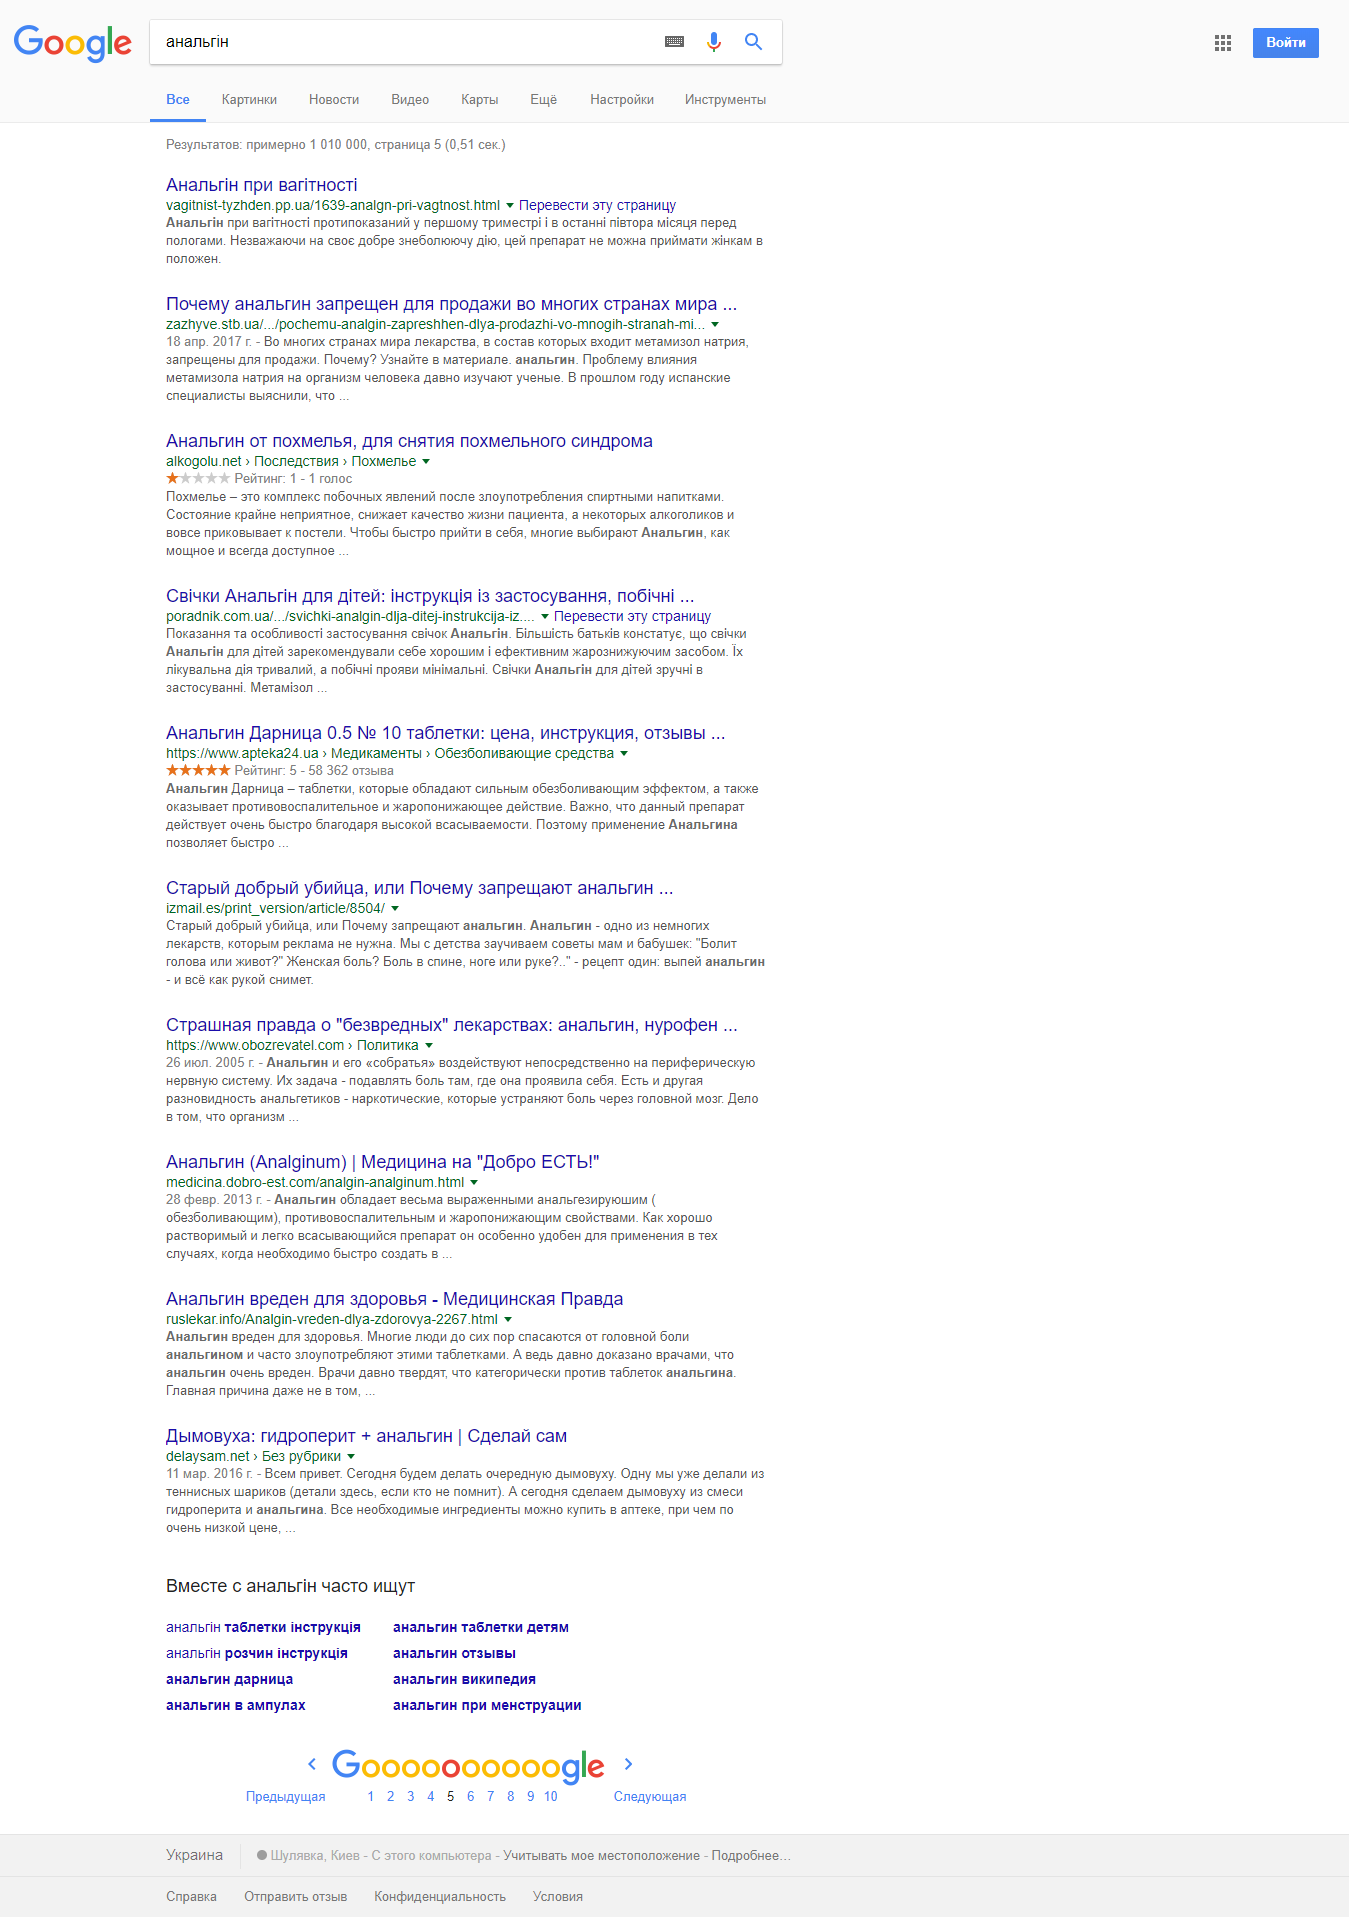 Google
анальгін
Войти
Все Картинки Новости Видео Карты Ещё Настройки Инструменты
Результатов: примерно 1 010 000, страница 5 (0,51 сек.)
Анальгін при вагітності
vagitnist-tyzhden.pp.ua/1639-analgn-pri-vagtnost.html ▼ Перевести эту страницу
Анальгін при вагітності протипоказаний у першому триместрі і в останні півтора місяця перед
пологами. Незважаючи на своє добре знеболюючу дію, цей препарат не можна приймати жінкам в
положен.
Почему анальгин запрещен для продажи во многих странах мира ...
zazhyve.stb.ua/.../pochemu-analgin-zapreshhen-dlya-prodazhi-vo-mnogih-stranah-mi... ▼
18 апр. 2017 г. - Во многих странах мира лекарства, в состав которых входит метамизол натрия,
запрещены для продажи. Почему? Узнайте в материале. анальгин. Проблему влияния
метамизола натрия на организм человека давно изучают ученые. В прошлом году испанские
специалисты выяснили, что ...
Анальгин от похмелья, для снятия похмельного синдрома
alkogolu.net › Последствия › Похмелье ▼
★★★★★ Рейтинг: 1 - 1 голос
Похмелье – это комплекс побочных явлений после злоупотребления спиртными напитками.
Состояние крайне неприятное, снижает качество жизни пациента, а некоторых алкоголиков и
вовсе приковывает к постели. Чтобы быстро прийти в себя, многие выбирают Анальгин, как
мощное и всегда доступное ...
Свічки Анальгін для дітей: інструкція із застосування, побічні ...
poradnik.com.ua/.../svichki-analgin-dlja-ditej-instrukcija-iz.... ▼ Перевести эту страницу
Показання та особливості застосування свічок Анальгін. Більшість батьків констатує, що свічки
Анальгін для дітей зарекомендували себе хорошим і ефективним жарознижуючим засобом. Їх
лікувальна дія тривалий, а побічні прояви мінімальні. Свічки Анальгін для дітей зручні в
застосуванні. Метамізол ...
Анальгин Дарница 0.5 № 10 таблетки: цена, инструкция, отзывы ...
https://www.apteka24.ua › Медикаменты › Обезболивающие средства ▼
★★★★★ Рейтинг: 5 - 58 362 отзыва
Анальгин Дарница – таблетки, которые обладают сильным обезболивающим эффектом, а также
оказывает противовоспалительное и жаропонижающее действие. Важно, что данный препарат
действует очень быстро благодаря высокой всасываемости. Поэтому применение Анальгина
позволяет быстро ...
Старый добрый убийца, или Почему запрещают анальгин ...
izmail.es/print_version/article/8504/ ▼
Старый добрый убийца, или Почему запрещают анальгин. Анальгин - одно из немногих
лекарств, которым реклама не нужна. Мы с детства заучиваем советы мам и бабушек: "Болит
голова или живот?" Женская боль? Боль в спине, ноге или руке?.." - рецепт один: выпей анальгин
- и всё как рукой снимет.
Страшная правда о "безвредных" лекарствах: анальгин, нурофен ...
https://www.obozrevatel.com › Политика ▼
26 июл. 2005 г. - Анальгин и его «собратья» воздействуют непосредственно на периферическую
нервную систему. Их задача - подавлять боль там, где она проявила себя. Есть и другая
разновидность анальгетиков - наркотические, которые устраняют боль через головной мозг. Дело
в том, что организм ...
Анальгин (Analginum) | Медицина на "Добро ЕСТЬ!"
medicina.dobro-est.com/analgin-analginum.html ▼
28 февр. 2013 г. - Анальгин обладает весьма выраженными анальгезируюшим (
обезболивающим), противовоспалительным и жаропонижающим свойствами. Как хорошо
растворимый и легко всасывающийся препарат он особенно удобен для применения в тех
случаях, когда необходимо быстро создать в ...
Анальгин вреден для здоровья - Медицинская Правда
ruslekar.info/Analgin-vreden-dlya-zdorovya-2267.html ▼
Анальгин вреден для здоровья. Многие люди до сих пор спасаются от головной боли
анальгином и часто злоупотребляют этими таблетками. А ведь давно доказано врачами, что
анальгин очень вреден. Врачи давно твердят, что категорически против таблеток анальгина.
Главная причина даже не в том, ...
Дымовуха: гидроперит + анальгин | Сделай сам
delaysam.net › Без рубрики ▼
11 мар. 2016 г. - Всем привет. Сегодня будем делать очередную дымовуху. Одну мы уже делали из
теннисных шариков (детали здесь, если кто не помнит). А сегодня сделаем дымовуху из смеси
гидроперита и анальгина. Все необходимые ингредиенты можно купить в аптеке, при чем по
очень низкой цене, ...
Вместе с анальгін часто ищут
анальгін таблетки інструкція анальгин таблетки детям
анальгін розчин інструкція анальгин отзывы
анальгин дарница анальгин википедия
анальгин в ампулах анальгин при менструации
Goooooooooogle
Предыдущая 1 2 3 4 5 6 7 8 9 10 Следующая
Украина Шулявка, Киев - С этого компьютера - Учитывать мое местоположение - Подробнее…
Справка Отправить отзыв Конфиденциальность Условия